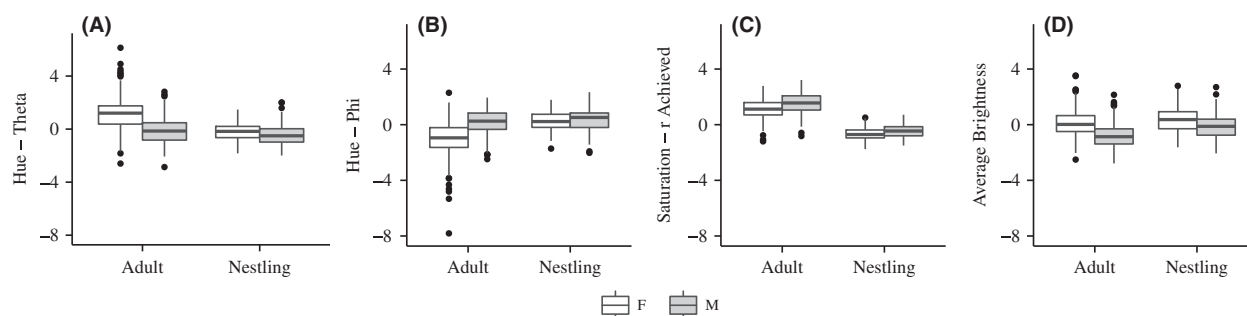 (A)
Hue – Theta
4
0
–4
–8
Adult Nestling
(B)
Hue – Phi
4
0
–4
–8
Adult Nestling
(C)
Saturation – r Achieved
4
0
–4
–8
Adult Nestling
(D)
Average Brightness
4
0
–4
–8
Adult Nestling
F M